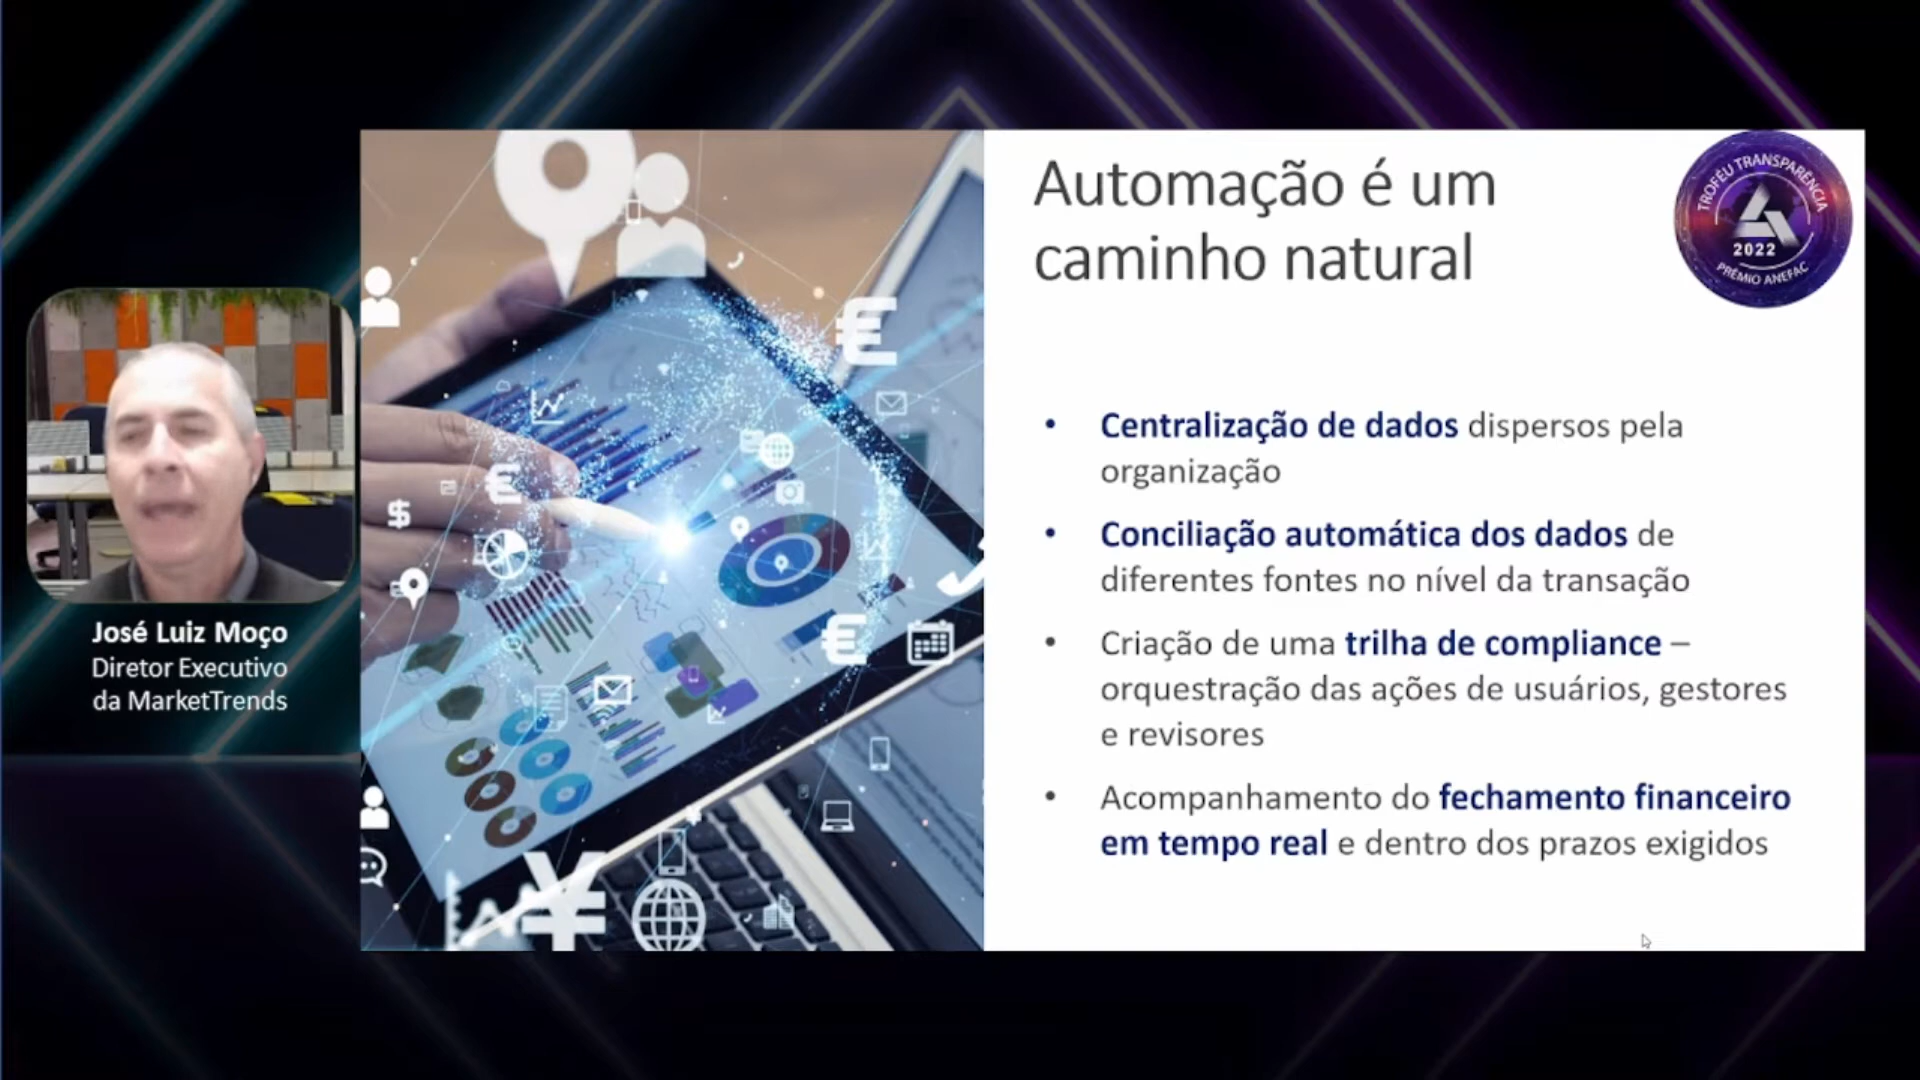 Automação é um
caminho natural
TROFÉU TRANSPARÊNCIA
2022
PRÊMIO ANEFAC
• Centralização de dados dispersos pela
organização
• Conciliação automática dos dados de
diferentes fontes no nível da transação
• Criação de uma trilha de compliance –
orquestração das ações de usuários, gestores
e revisores
• Acompanhamento do fechamento financeiro
em tempo real e dentro dos prazos exigidos
José Luiz Moço
Diretor Executivo
da MarketTrends